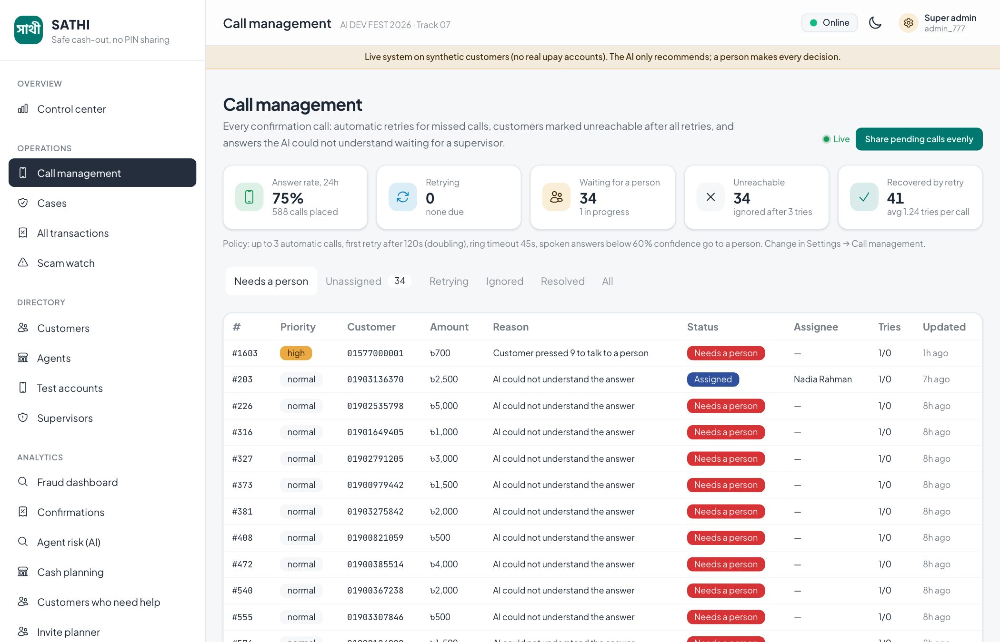 সাথী
SATHI
Safe cash-out, no PIN sharing
OVERVIEW
Control center
OPERATIONS
Call management
Cases
All transactions
Scam watch
DIRECTORY
Customers
Agents
Test accounts
Supervisors
ANALYTICS
Fraud dashboard
Confirmations
Agent risk (AI)
Cash planning
Customers who need help
Invite planner
Call management AI DEV FEST 2026 · Track 07
Online
Super admin
admin_777
Live system on synthetic customers (no real upay accounts). The AI only recommends; a person makes every decision.
Call management
Every confirmation call: automatic retries for missed calls, customers marked unreachable after all retries, and
answers the AI could not understand waiting for a supervisor.
Live
Share pending calls evenly
Answer rate, 24h
75%
588 calls placed
Retrying
0
none due
Waiting for a person
34
1 in progress
Unreachable
34
ignored after 3 tries
Recovered by retry
41
avg 1.24 tries per call
Policy: up to 3 automatic calls, first retry after 120s (doubling), ring timeout 45s, spoken answers below 60% confidence go to a person. Change in Settings → Call management.
Needs a person Unassigned 34 Retrying Ignored Resolved All
# Priority Customer Amount Reason Status Assignee Tries Updated
#1603 high 01577000001 ৳700 Customer pressed 9 to talk to a person Needs a person — 1/0 1h ago
#203 normal 01903136370 ৳2,500 AI could not understand the answer Assigned Nadia Rahman 1/0 7h ago
#226 normal 01902535798 ৳5,000 AI could not understand the answer Needs a person — 1/0 8h ago
#316 normal 01901649405 ৳1,000 AI could not understand the answer Needs a person — 1/0 8h ago
#327 normal 01902791205 ৳3,000 AI could not understand the answer Needs a person — 1/0 8h ago
#373 normal 01900979442 ৳1,500 AI could not understand the answer Needs a person — 1/0 8h ago
#381 normal 01903275842 ৳2,000 AI could not understand the answer Needs a person — 1/0 8h ago
#408 normal 01900821059 ৳500 AI could not understand the answer Needs a person — 1/0 8h ago
#472 normal 01900385514 ৳4,000 AI could not understand the answer Needs a person — 1/0 8h ago
#540 normal 01900367238 ৳2,000 AI could not understand the answer Needs a person — 1/0 8h ago
#555 normal 01903307846 ৳500 AI could not understand the answer Needs a person — 1/0 8h ago